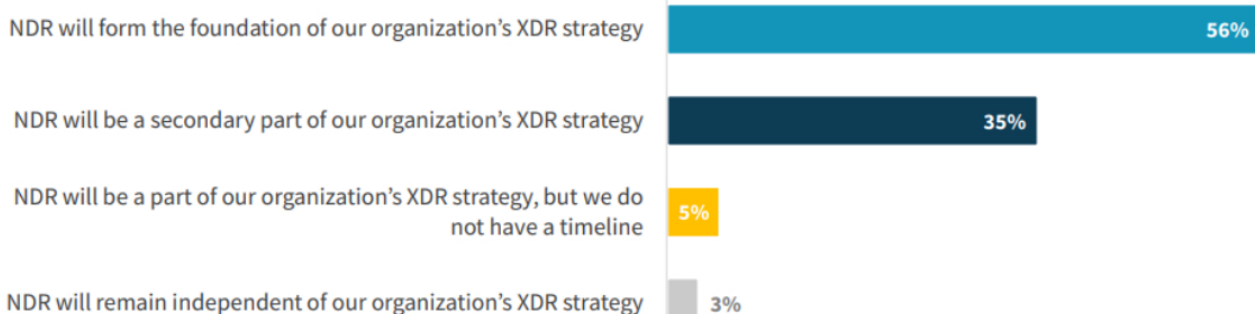 NDR will form the foundation of our organization’s XDR strategy
56%
NDR will be a secondary part of our organization’s XDR strategy
35%
NDR will be a part of our organization’s XDR strategy, but we do
not have a timeline
5%
NDR will remain independent of our organization’s XDR strategy
3%